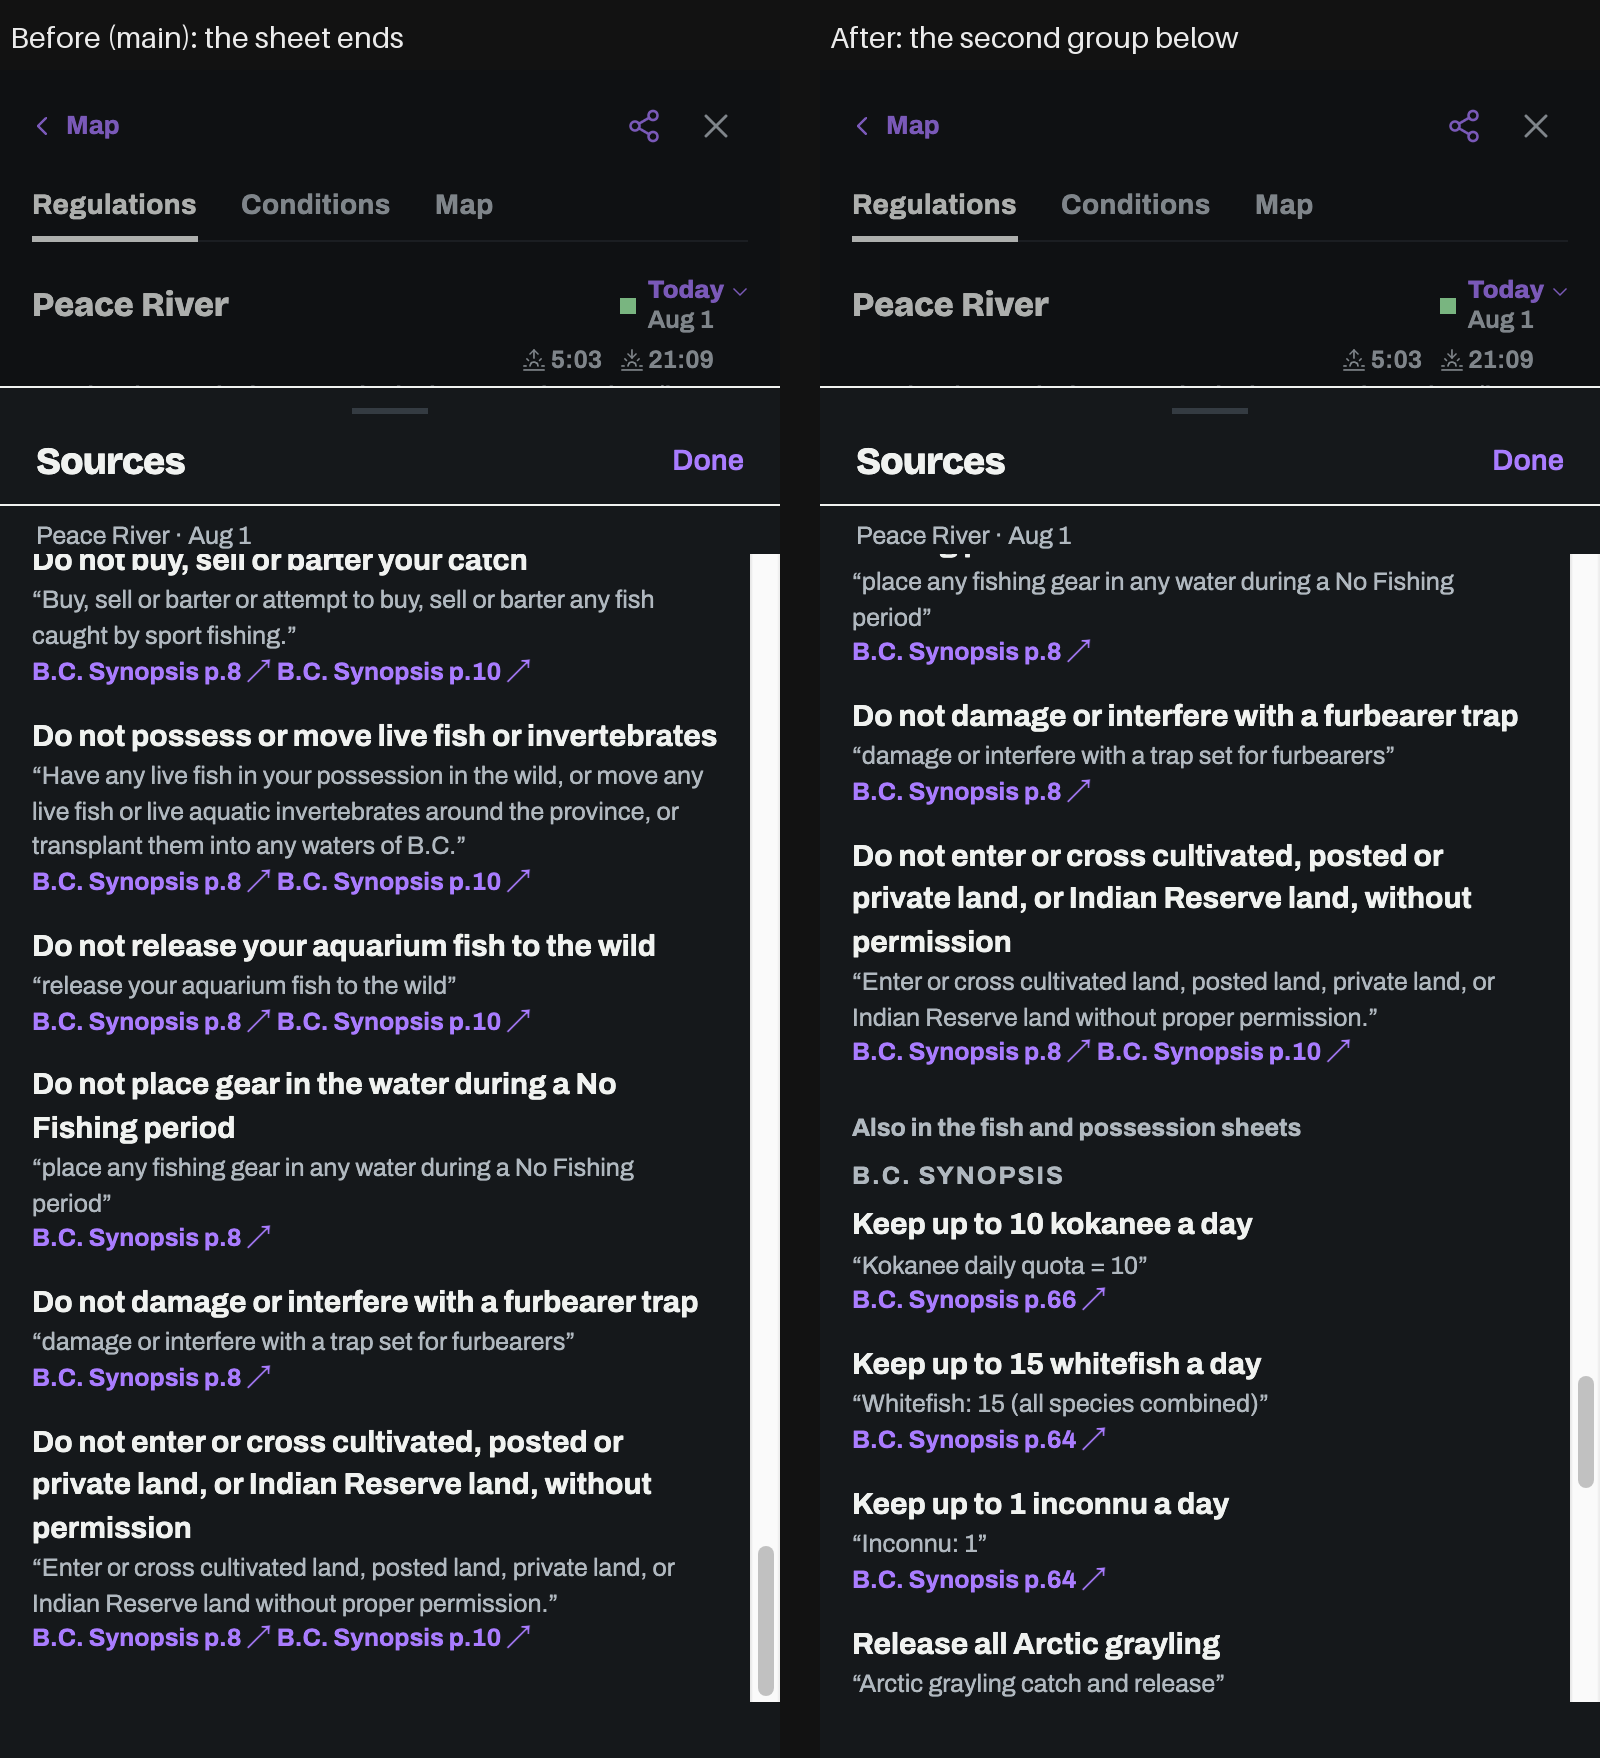 Before (main): the sheet ends
Map
Regulations Conditions Map
Peace River
Today
Aug 1
5:03 21:09
Sources Done
Peace River · Aug 1
Do not buy, sell or barter your catch
“Buy, sell or barter or attempt to buy, sell or barter any fish
caught by sport fishing.”
B.C. Synopsis p.8 B.C. Synopsis p.10
Do not possess or move live fish or invertebrates
“Have any live fish in your possession in the wild, or move any
live fish or live aquatic invertebrates around the province, or
transplant them into any waters of B.C.”
B.C. Synopsis p.8 B.C. Synopsis p.10
Do not release your aquarium fish to the wild
“release your aquarium fish to the wild”
B.C. Synopsis p.8 B.C. Synopsis p.10
Do not place gear in the water during a No
Fishing period
“place any fishing gear in any water during a No Fishing
period”
B.C. Synopsis p.8
Do not damage or interfere with a furbearer trap
“damage or interfere with a trap set for furbearers”
B.C. Synopsis p.8
Do not enter or cross cultivated, posted or
private land, or Indian Reserve land, without
permission
“Enter or cross cultivated land, posted land, private land, or
Indian Reserve land without proper permission.”
B.C. Synopsis p.8 B.C. Synopsis p.10
After: the second group below
Map
Regulations Conditions Map
Peace River
Today
Aug 1
5:03 21:09
Sources Done
Peace River · Aug 1
“place any fishing gear in any water during a No Fishing
period”
B.C. Synopsis p.8
Do not damage or interfere with a furbearer trap
“damage or interfere with a trap set for furbearers”
B.C. Synopsis p.8
Do not enter or cross cultivated, posted or
private land, or Indian Reserve land, without
permission
“Enter or cross cultivated land, posted land, private land, or
Indian Reserve land without proper permission.”
B.C. Synopsis p.8 B.C. Synopsis p.10
Also in the fish and possession sheets
B.C. SYNOPSIS
Keep up to 10 kokanee a day
“Kokanee daily quota = 10”
B.C. Synopsis p.66
Keep up to 15 whitefish a day
“Whitefish: 15 (all species combined)”
B.C. Synopsis p.64
Keep up to 1 inconnu a day
“Inconnu: 1”
B.C. Synopsis p.64
Release all Arctic grayling
“Arctic grayling catch and release”